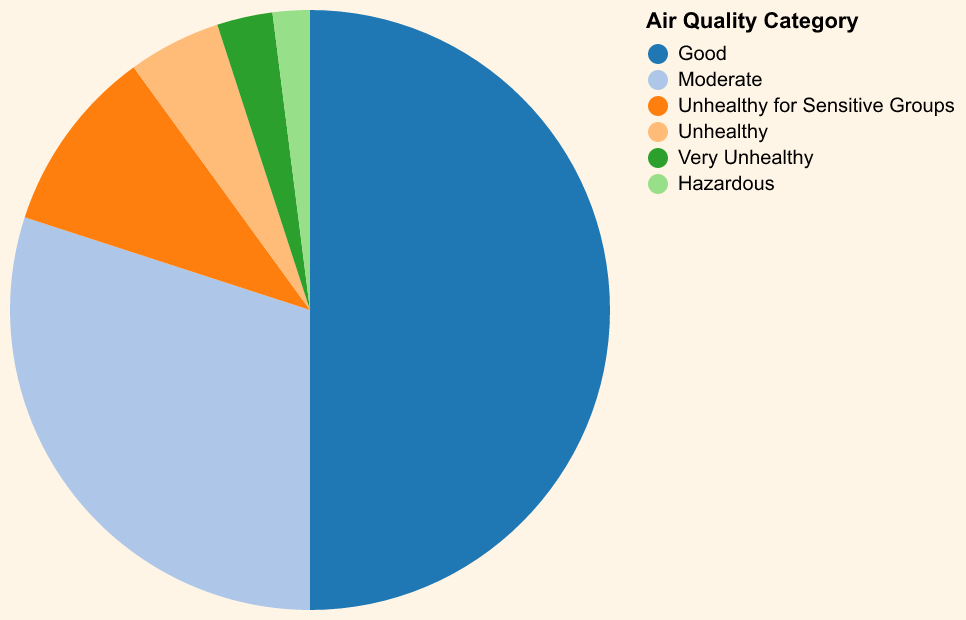 Air Quality Category
Good
Moderate
Unhealthy for Sensitive Groups
Unhealthy
Very Unhealthy
Hazardous